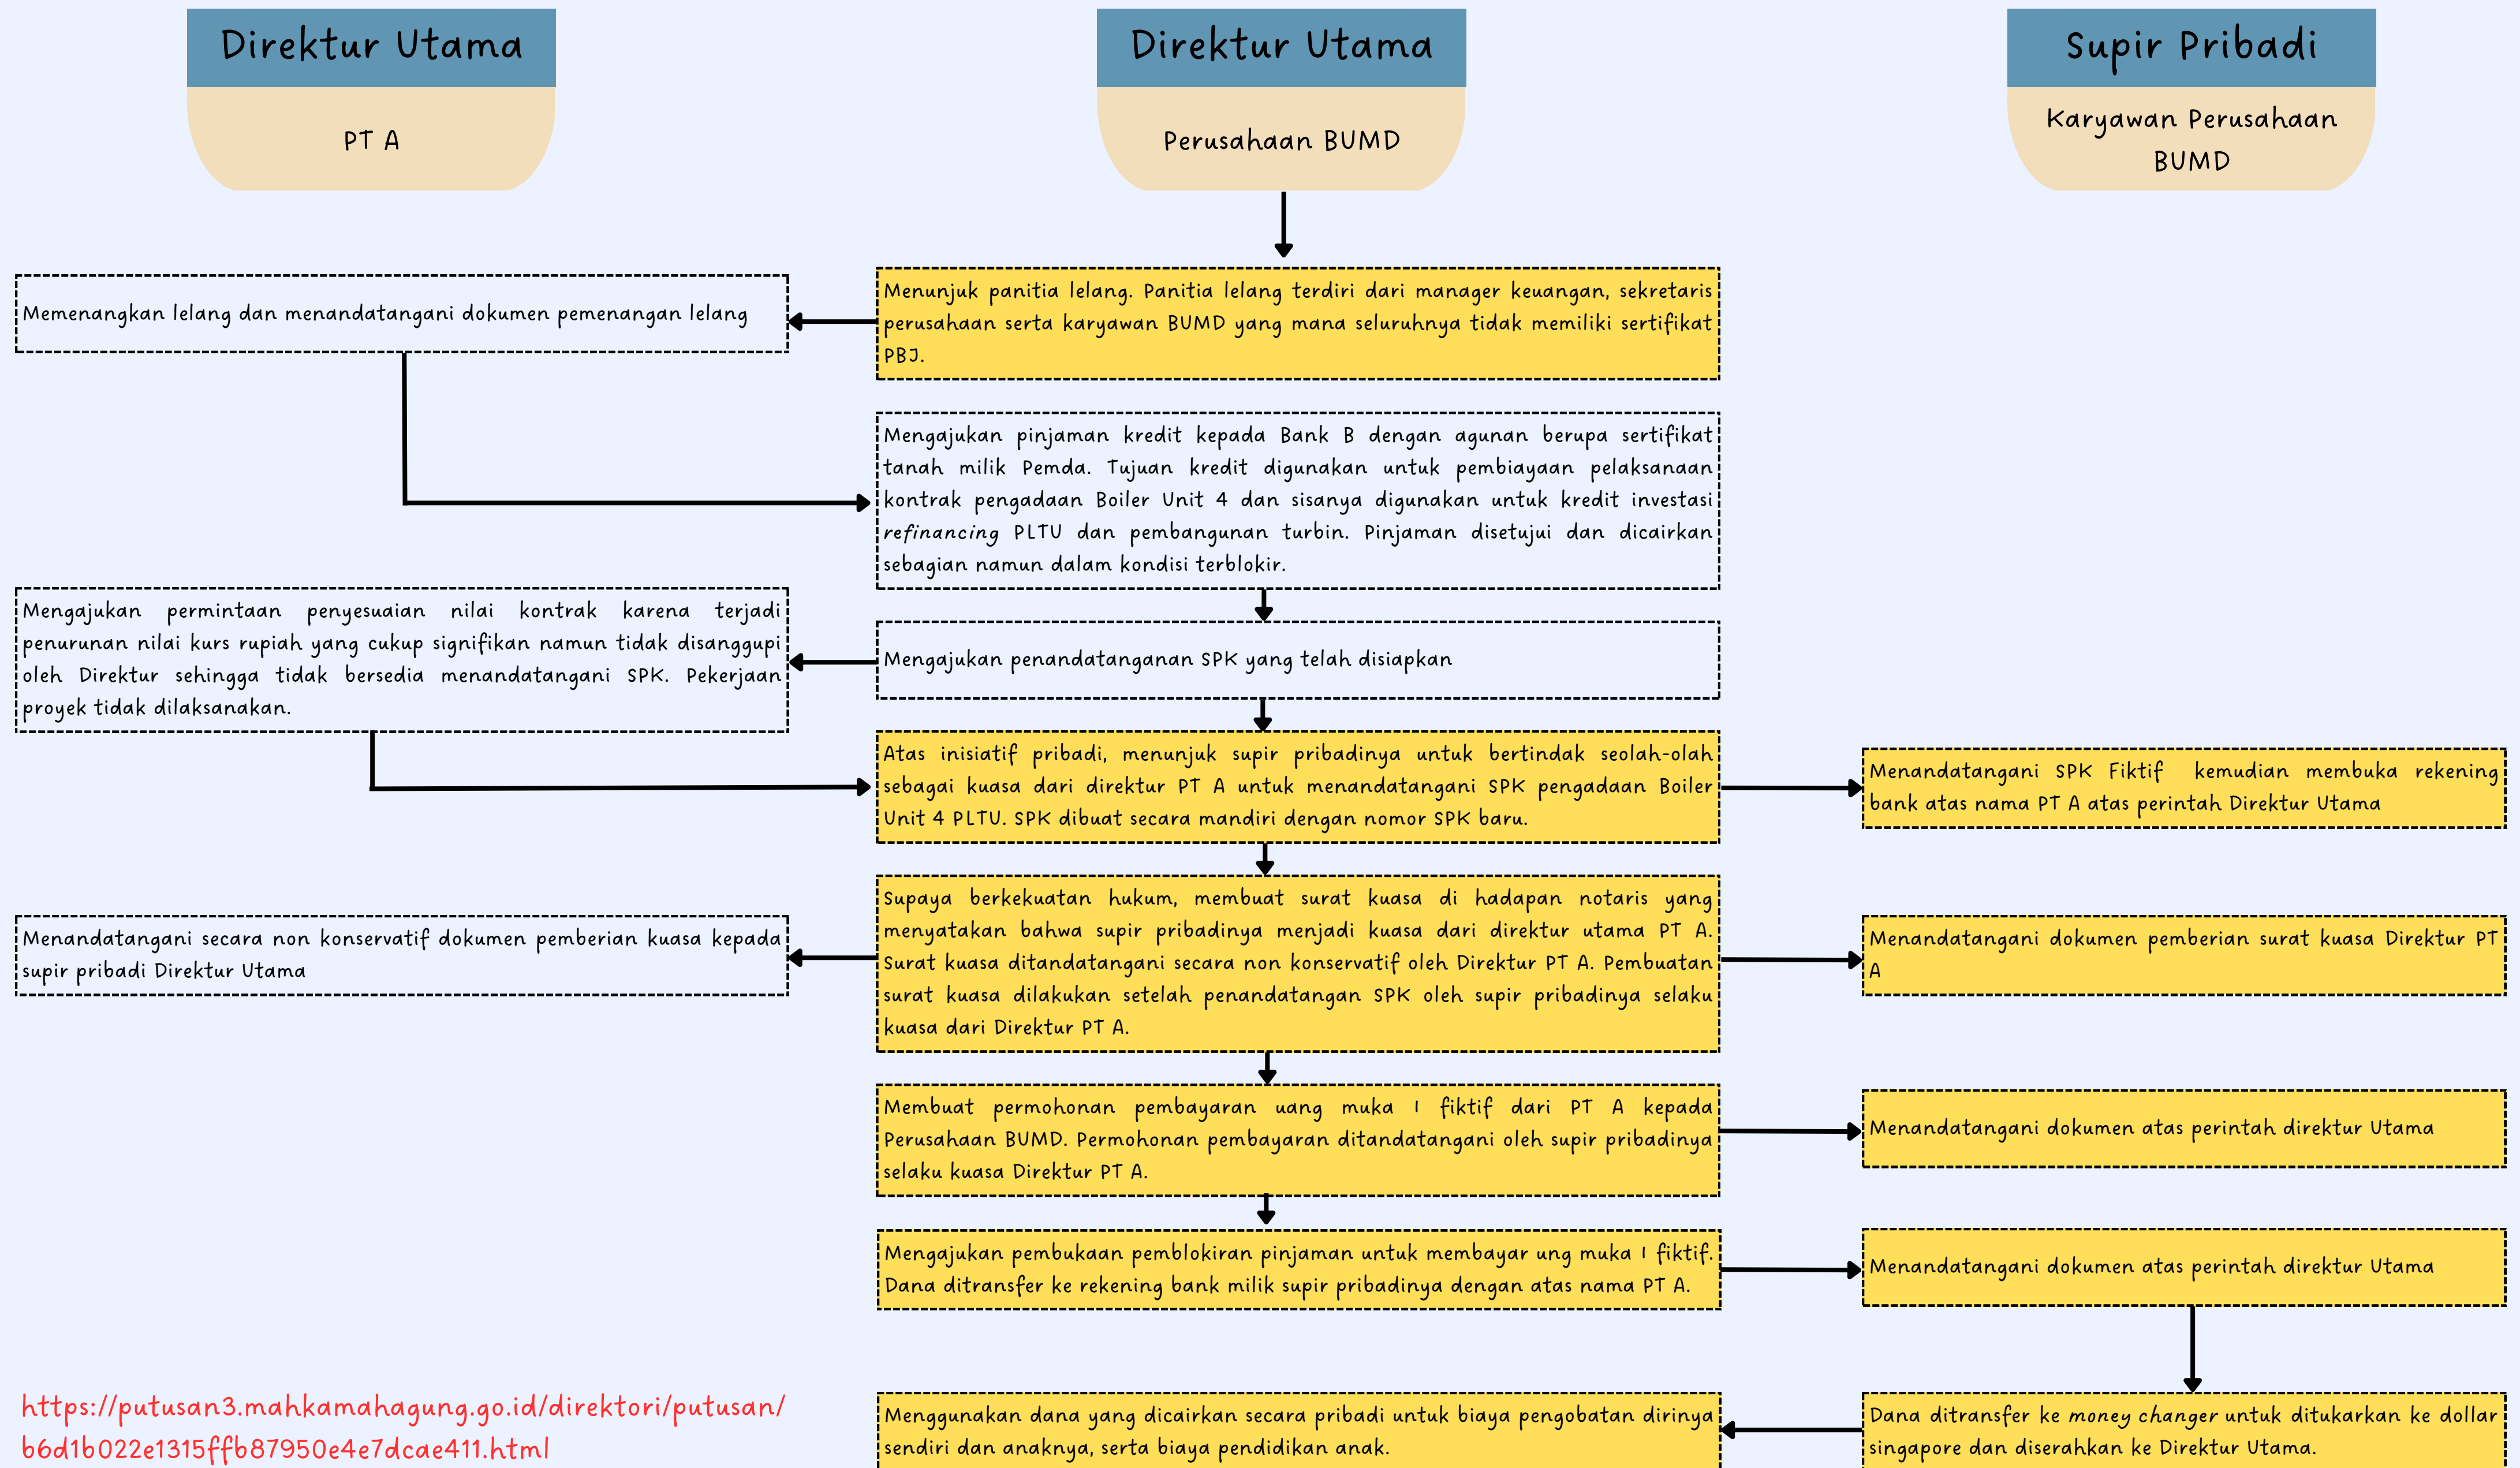 Direktur Utama
PT A
Direktur Utama
Perusahaan BUMD
Supir Pribadi
Karyawan Perusahaan
BUMD
Menunjuk panitia lelang. Panitia lelang terdiri dari manager keuangan, sekretaris
perusahaan serta karyawan BUMD yang mana seluruhnya tidak memiliki sertifikat
PBJ.
Memenangkan lelang dan menandatangani dokumen pemenangan lelang
Mengajukan pinjaman kredit kepada Bank B dengan agunan berupa sertifikat
tanah milik Pemda. Tujuan kredit digunakan untuk pembiayaan pelaksanaan
kontrak pengadaan Boiler Unit 4 dan sisanya digunakan untuk kredit investasi
refinancing PLTU dan pembangunan turbin. Pinjaman disetujui dan dicairkan
sebagian namun dalam kondisi terblokir.
Mengajukan penandatanganan SPK yang telah disiapkan
Mengajukan permintaan penyesuaian nilai kontrak karena terjadi
penurunan nilai kurs rupiah yang cukup signifikan namun tidak disanggupi
oleh Direktur sehingga tidak bersedia menandatangani SPK. Pekerjaan
proyek tidak dilaksanakan.
Atas inisiatif pribadi, menunjuk supir pribadinya untuk bertindak seolah-olah
sebagai kuasa dari direktur PT A untuk menandatangani SPK pengadaan Boiler
Unit 4 PLTU. SPK dibuat secara mandiri dengan nomor SPK baru.
Menandatangani SPK Fiktif kemudian membuka rekening
bank atas nama PT A atas perintah Direktur Utama
Supaya berkekuatan hukum, membuat surat kuasa di hadapan notaris yang
menyatakan bahwa supir pribadinya menjadi kuasa dari direktur utama PT A.
Surat kuasa ditandatangani secara non konservatif oleh Direktur PT A. Pembuatan
surat kuasa dilakukan setelah penandatangan SPK oleh supir pribadinya selaku
kuasa dari Direktur PT A.
Menandatangani secara non konservatif dokumen pemberian kuasa kepada
supir pribadi Direktur Utama
Menandatangani dokumen pemberian surat kuasa Direktur PT
A
Membuat permohonan pembayaran uang muka 1 fiktif dari PT A kepada
Perusahaan BUMD. Permohonan pembayaran ditandatangani oleh supir pribadinya
selaku kuasa Direktur PT A.
Menandatangani dokumen atas perintah direktur Utama
Mengajukan pembukaan pemblokiran pinjaman untuk membayar ung muka 1 fiktif.
Dana ditransfer ke rekening bank milik supir pribadinya dengan atas nama PT A.
Menandatangani dokumen atas perintah direktur Utama
Dana ditransfer ke money changer untuk ditukarkan ke dollar
singapore dan diserahkan ke Direktur Utama.
Menggunakan dana yang dicairkan secara pribadi untuk biaya pengobatan dirinya
sendiri dan anaknya, serta biaya pendidikan anak.
https://putusan3.mahkamahagung.go.id/direktori/putusan/
b6d1b022e1315ffb87950e4e7dcae411.html